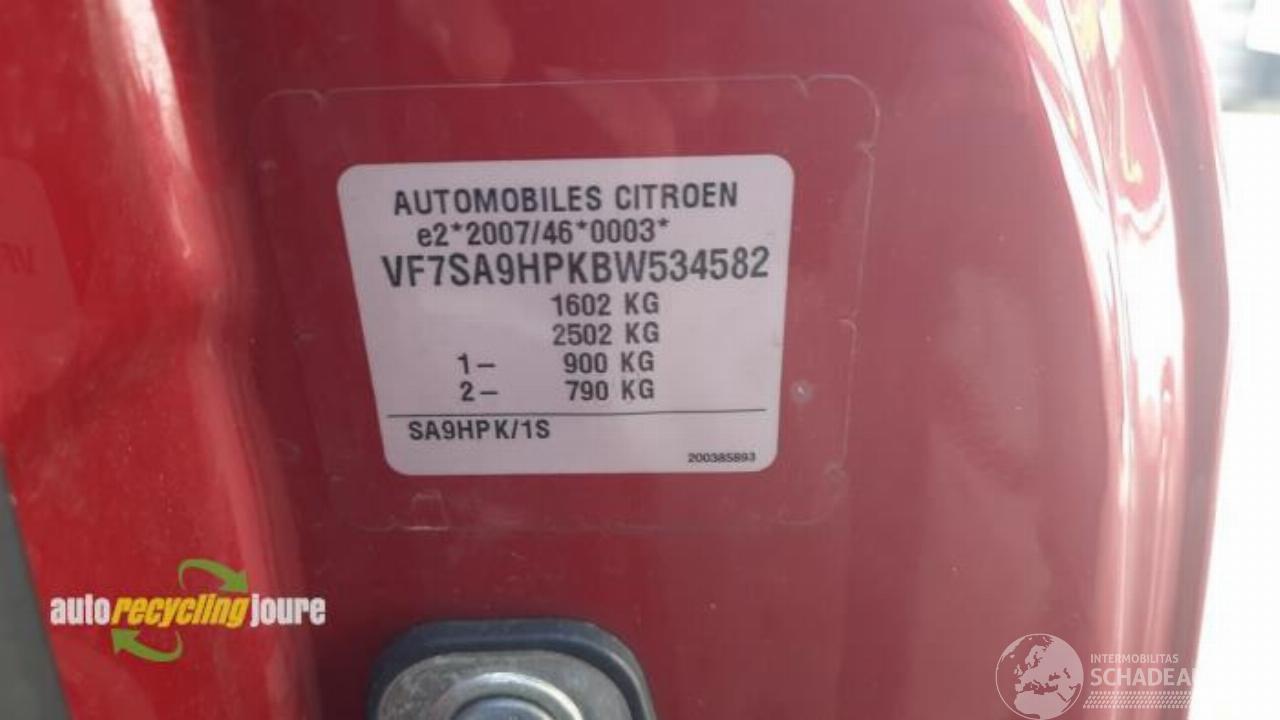 AUTOMOBILES CITROEN
e2*2007/46*0003*
VF7SA9HPKBW534582
1602 KG
2502 KG
1- 900 KG
2- 790 KG
SA9HPK/1S
200385893
autorecyclingjoure
INTERMOBILITAS